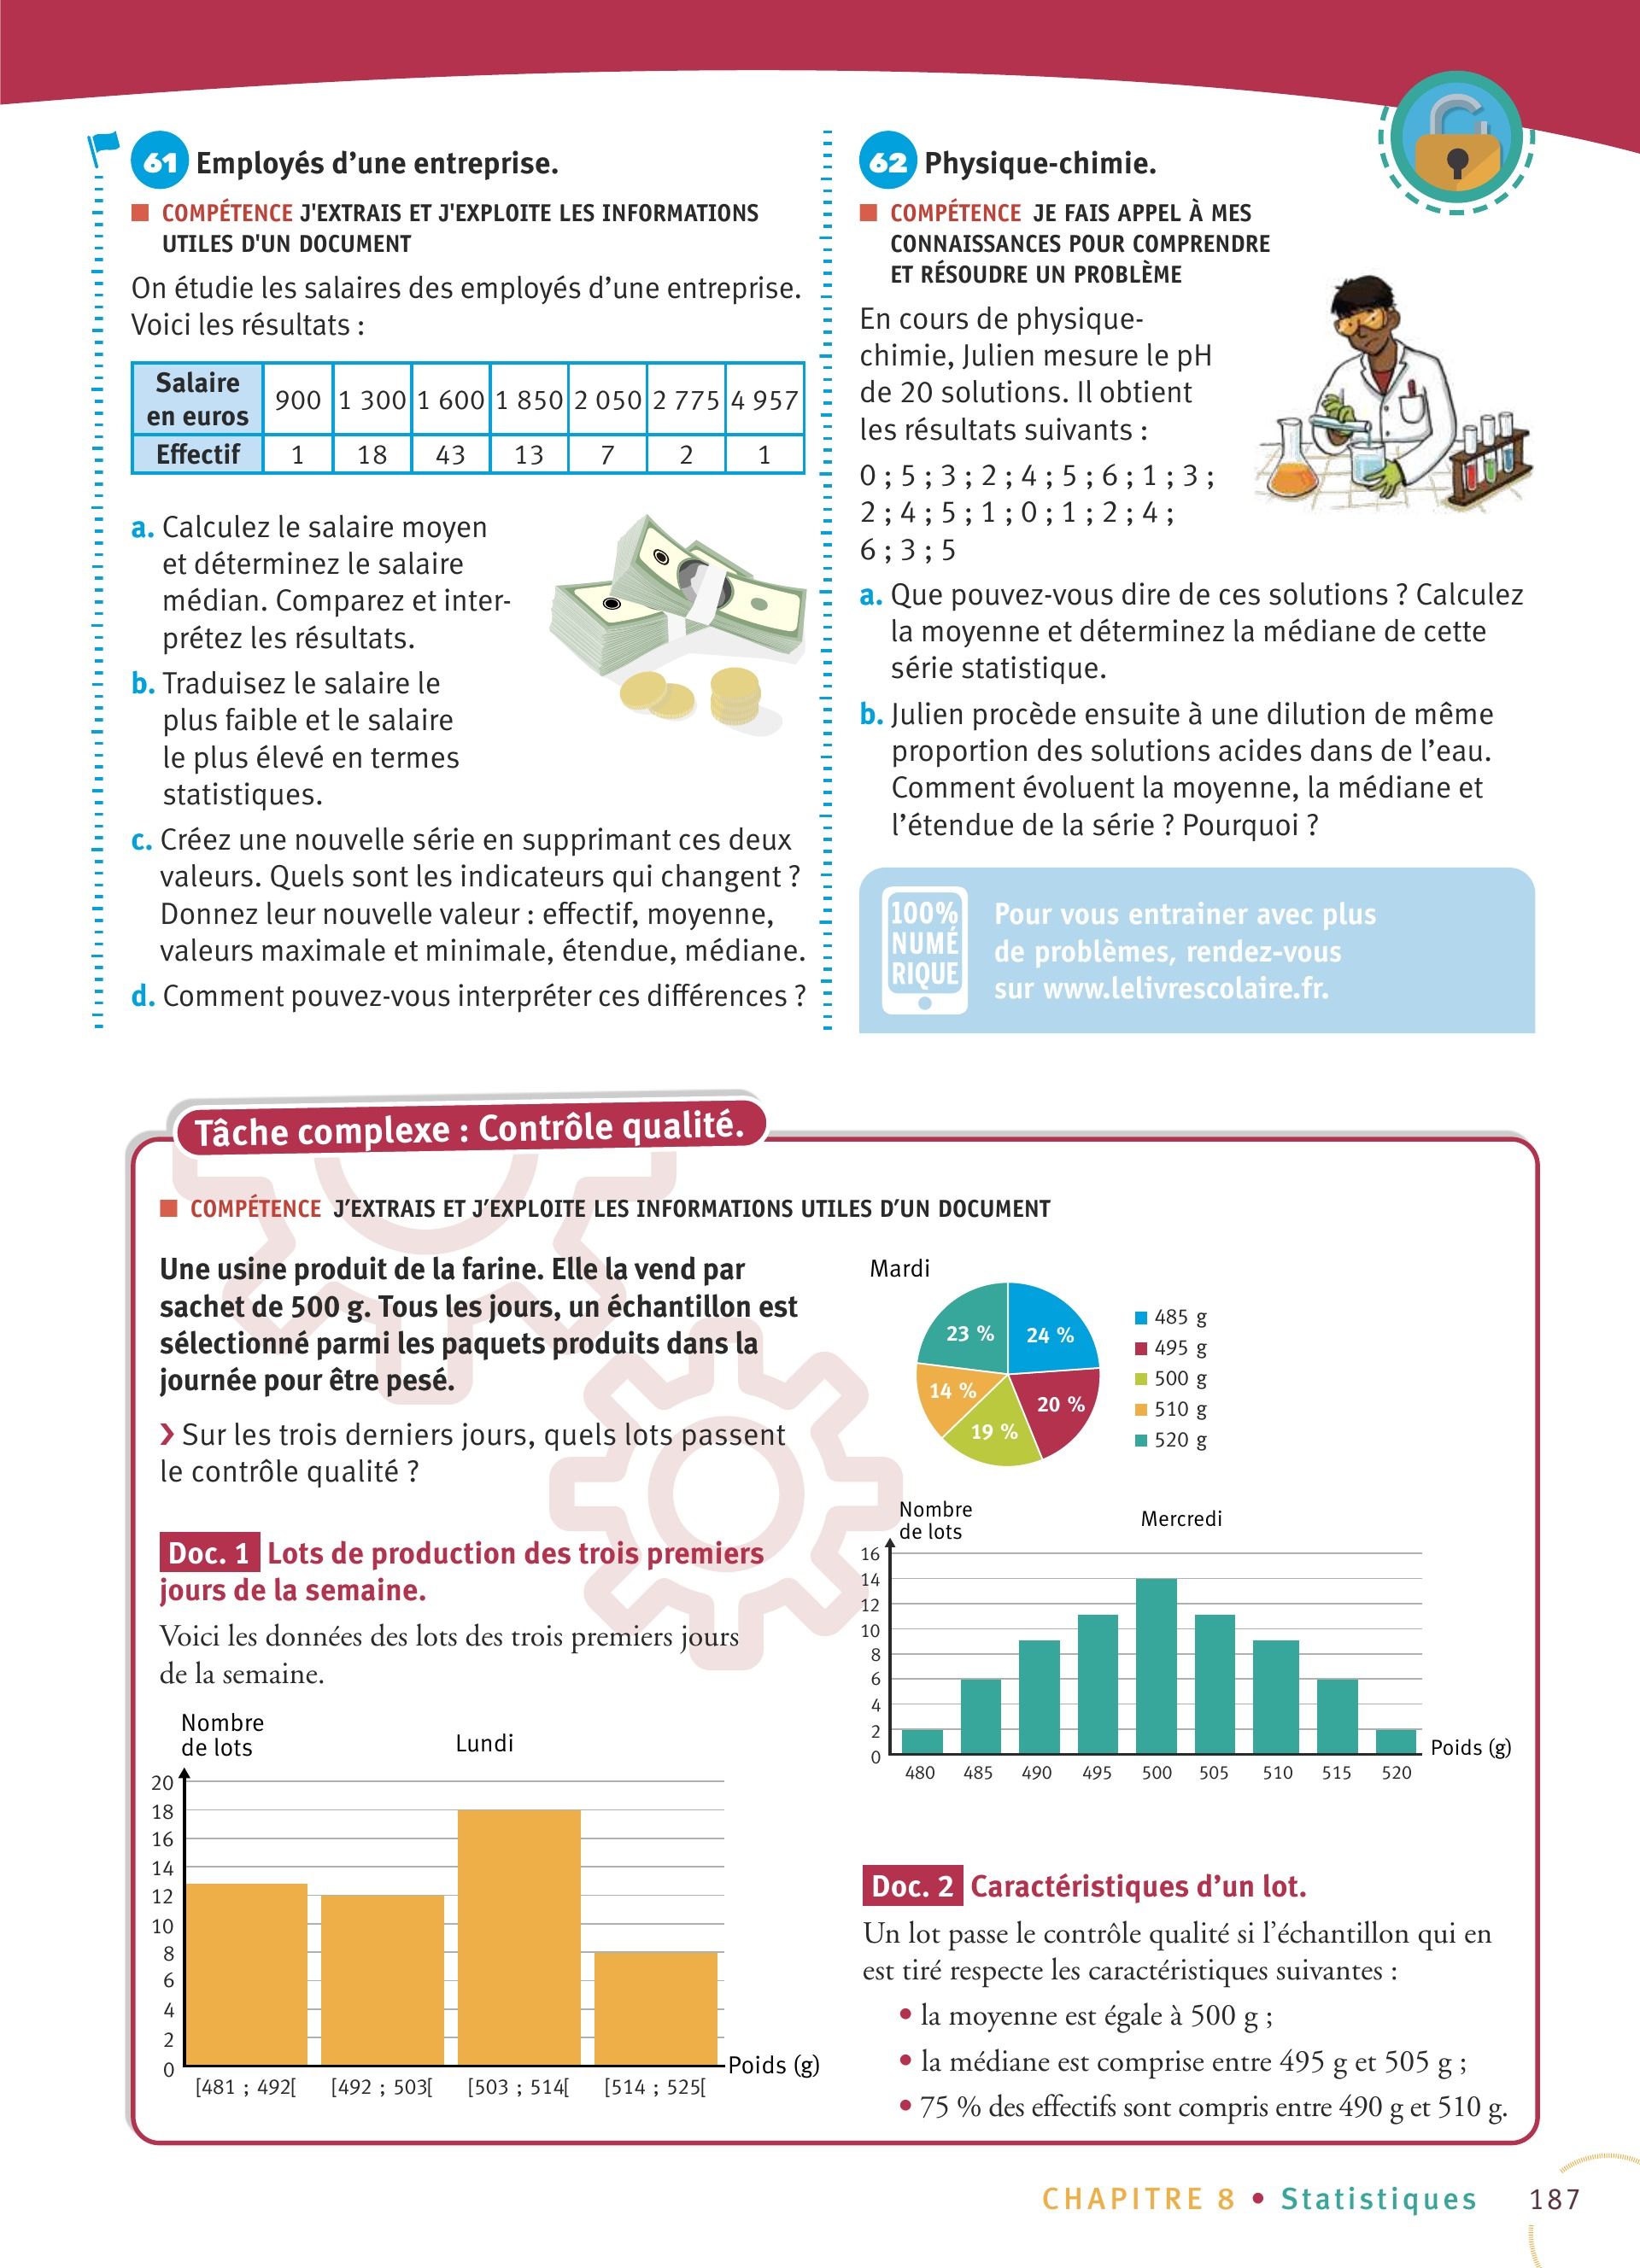 61 Employés d'une entreprise.
COMPÉTENCE J'EXTRAIS ET J'EXPLOITE LES INFORMATIONS
UTILES D'UN DOCUMENT
On étudie les salaires des employés d'une entreprise.
Voici les résultats :
Salaire en euros 900 1 300 1 600 1 850 2 050 2 775 4 957
Effectif 1 18 43 13 7 2 1
a. Calculez le salaire moyen
et déterminez le salaire
médian. Comparez et inter-
prétez les résultats.
b. Traduisez le salaire le
plus faible et le salaire
le plus élevé en termes
statistiques.
c. Créez une nouvelle série en supprimant ces deux
valeurs. Quels sont les indicateurs qui changent ?
Donnez leur nouvelle valeur : effectif, moyenne,
valeurs maximale et minimale, étendue, médiane.
d. Comment pouvez-vous interpréter ces différences ?
62 Physique-chimie.
COMPÉTENCE JE FAIS APPEL À MES
CONNAISSANCES POUR COMPRENDRE
ET RÉSOUDRE UN PROBLÈME
En cours de physique-
chimie, Julien mesure le pH
de 20 solutions. Il obtient
les résultats suivants :
0 ; 5 ; 3 ; 2 ; 4 ; 5 ; 6 ; 1 ; 3 ;
2 ; 4 ; 5 ; 1 ; 0 ; 1 ; 2 ; 4 ;
6 ; 3 ; 5
a. Que pouvez-vous dire de ces solutions ? Calculez
la moyenne et déterminez la médiane de cette
série statistique.
b. Julien procède ensuite à une dilution de même
proportion des solutions acides dans de l'eau.
Comment évoluent la moyenne, la médiane et
l'étendue de la série ? Pourquoi ?
100%
NUMÉ
RIQUE
Pour vous entrainer avec plus
de problèmes, rendez-vous
sur www.lelivrescolaire.fr.
Tâche complexe : Contrôle qualité.
COMPÉTENCE J'EXTRAIS ET J'EXPLOITE LES INFORMATIONS UTILES D'UN DOCUMENT
Une usine produit de la farine. Elle la vend par
sachet de 500 g. Tous les jours, un échantillon est
sélectionné parmi les paquets produits dans la
journée pour être pesé.
› Sur les trois derniers jours, quels lots passent
le contrôle qualité ?
Doc. 1 Lots de production des trois premiers
jours de la semaine.
Voici les données des lots des trois premiers jours
de la semaine.
Nombre
de lots
Lundi
20
18
16
14
12
10
8
6
4
2
0
Poids (g)
[481 ; 492[ [492 ; 503[ [503 ; 514[ [514 ; 525[
Mardi
23 % 24 %
14 % 20 %
19 %
485 g
495 g
500 g
510 g
520 g
Nombre
de lots
Mercredi
16
14
12
10
8
6
4
2
0
Poids (g)
480 485 490 495 500 505 510 515 520
Doc. 2 Caractéristiques d'un lot.
Un lot passe le contrôle qualité si l'échantillon qui en
est tiré respecte les caractéristiques suivantes :
• la moyenne est égale à 500 g ;
• la médiane est comprise entre 495 g et 505 g ;
• 75 % des effectifs sont compris entre 490 g et 510 g.
CHAPITRE 8 • Statistiques 187